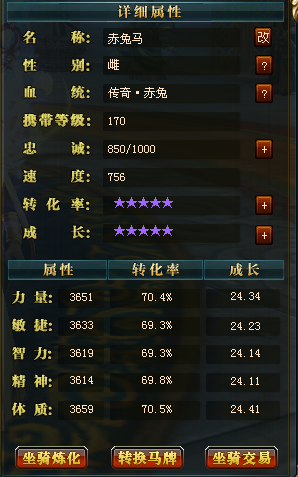 详细属性
名 称: 赤兔马 改
性 别: 雌 ?
血 统: 传奇·赤兔 ?
携带等级: 170
忠 诚: 850/1000 +
速 度: 756
转 化 率: ★★★★★ +
成 长: ★★★★★ +
属性 转化率 成长
力 量: 3651 70.4% 24.34
敏 捷: 3633 69.3% 24.23
智 力: 3619 69.3% 24.14
精 神: 3614 69.8% 24.11
体 质: 3659 70.5% 24.41
坐骑炼化 转换马牌 坐骑交易